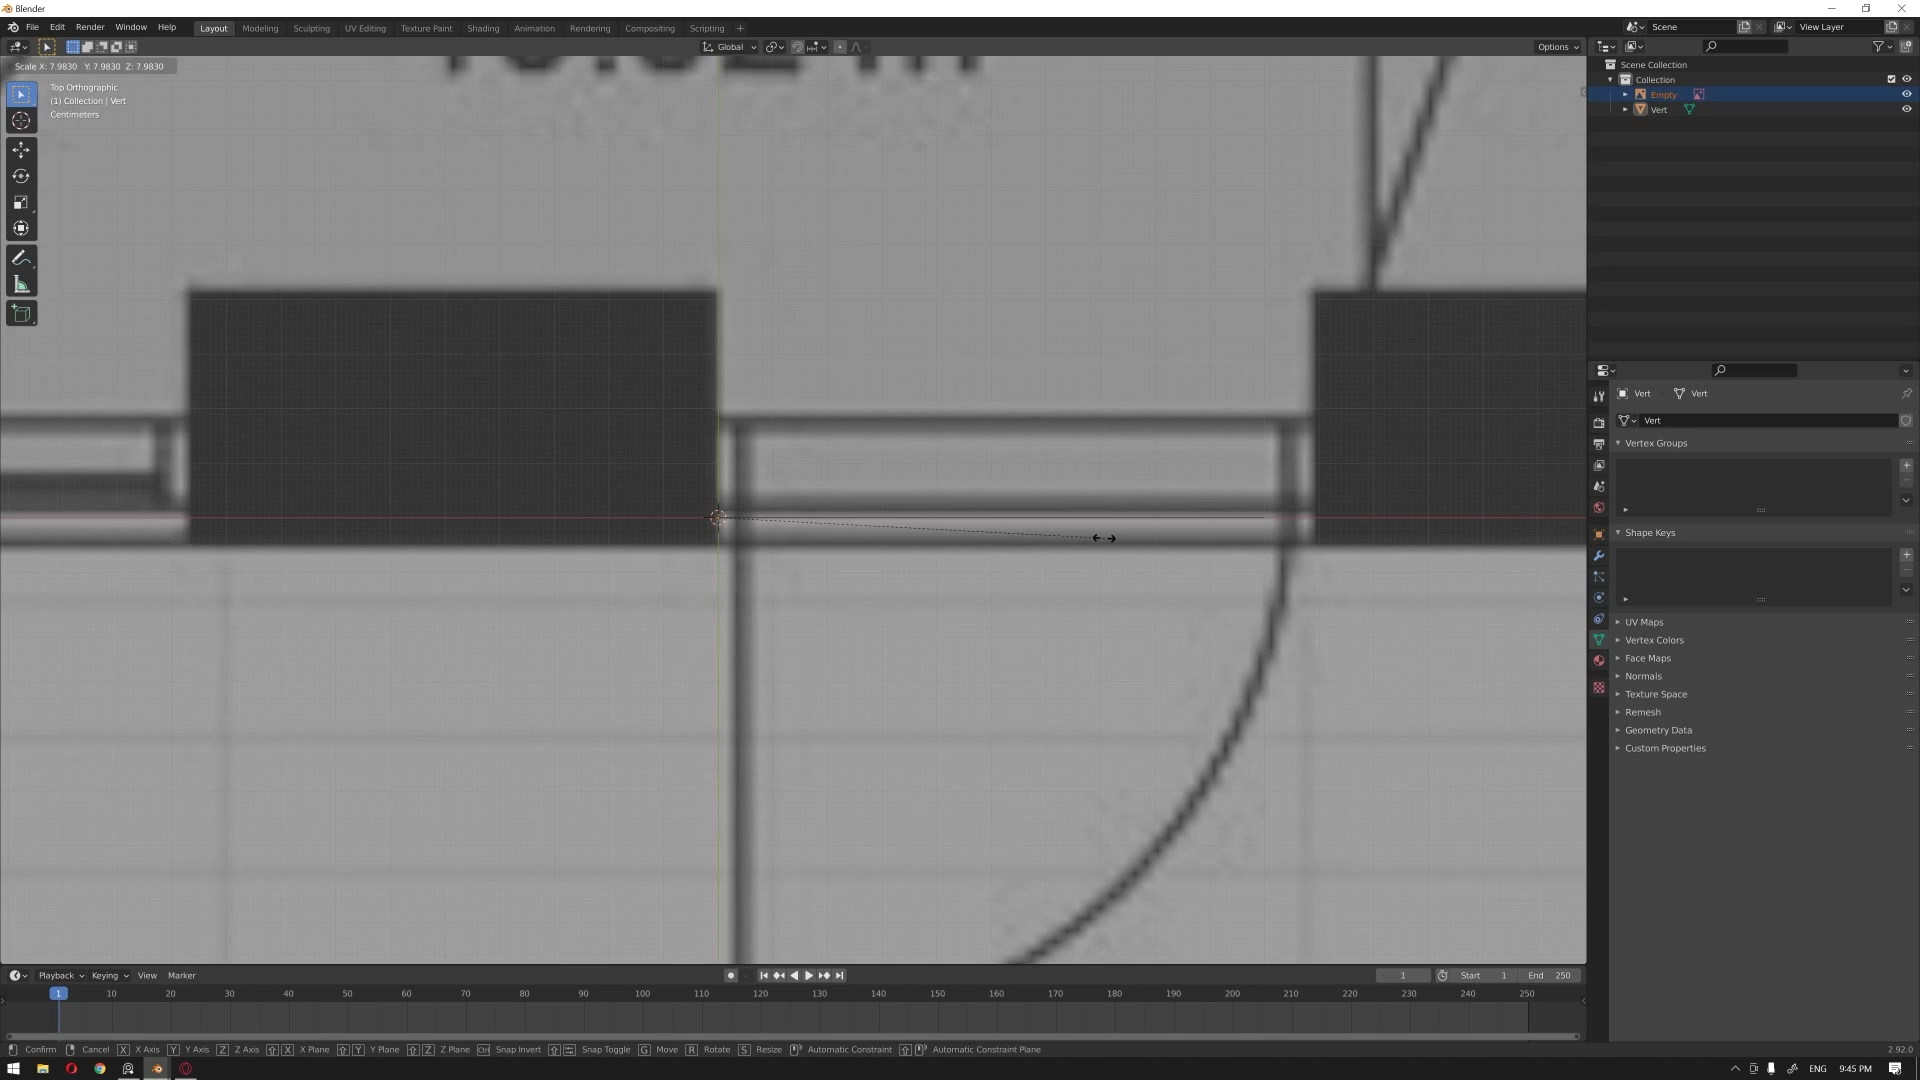 Blender
File Edit Render Window Help
Layout Modeling Sculpting UV Editing Texture Paint Shading Animation Rendering Compositing Scripting +
Scene
View Layer
Global
Options
Scale X: 7.9830 Y: 7.9830 Z: 7.9830
Top Orthographic
(1) Collection | Vert
Centimeters
Scene Collection
Collection
Empty
Vert
Vert Vert
Vert
Vertex Groups
Shape Keys
UV Maps
Vertex Colors
Face Maps
Normals
Texture Space
Remesh
Geometry Data
Custom Properties
Playback Keying View Marker
1 Start 1 End 250
1 10 20 30 40 50 60 70 80 90 100 110 120 130 140 150 160 170 180 190 200 210 220 230 240 250
Confirm Cancel X X Axis Y Y Axis Z Z Axis X X Plane Y Y Plane Z Z Plane Ctrl Snap Invert Snap Toggle G Move R Rotate S Resize Automatic Constraint Automatic Constraint Plane
2.92.0
ENG 9:45 PM